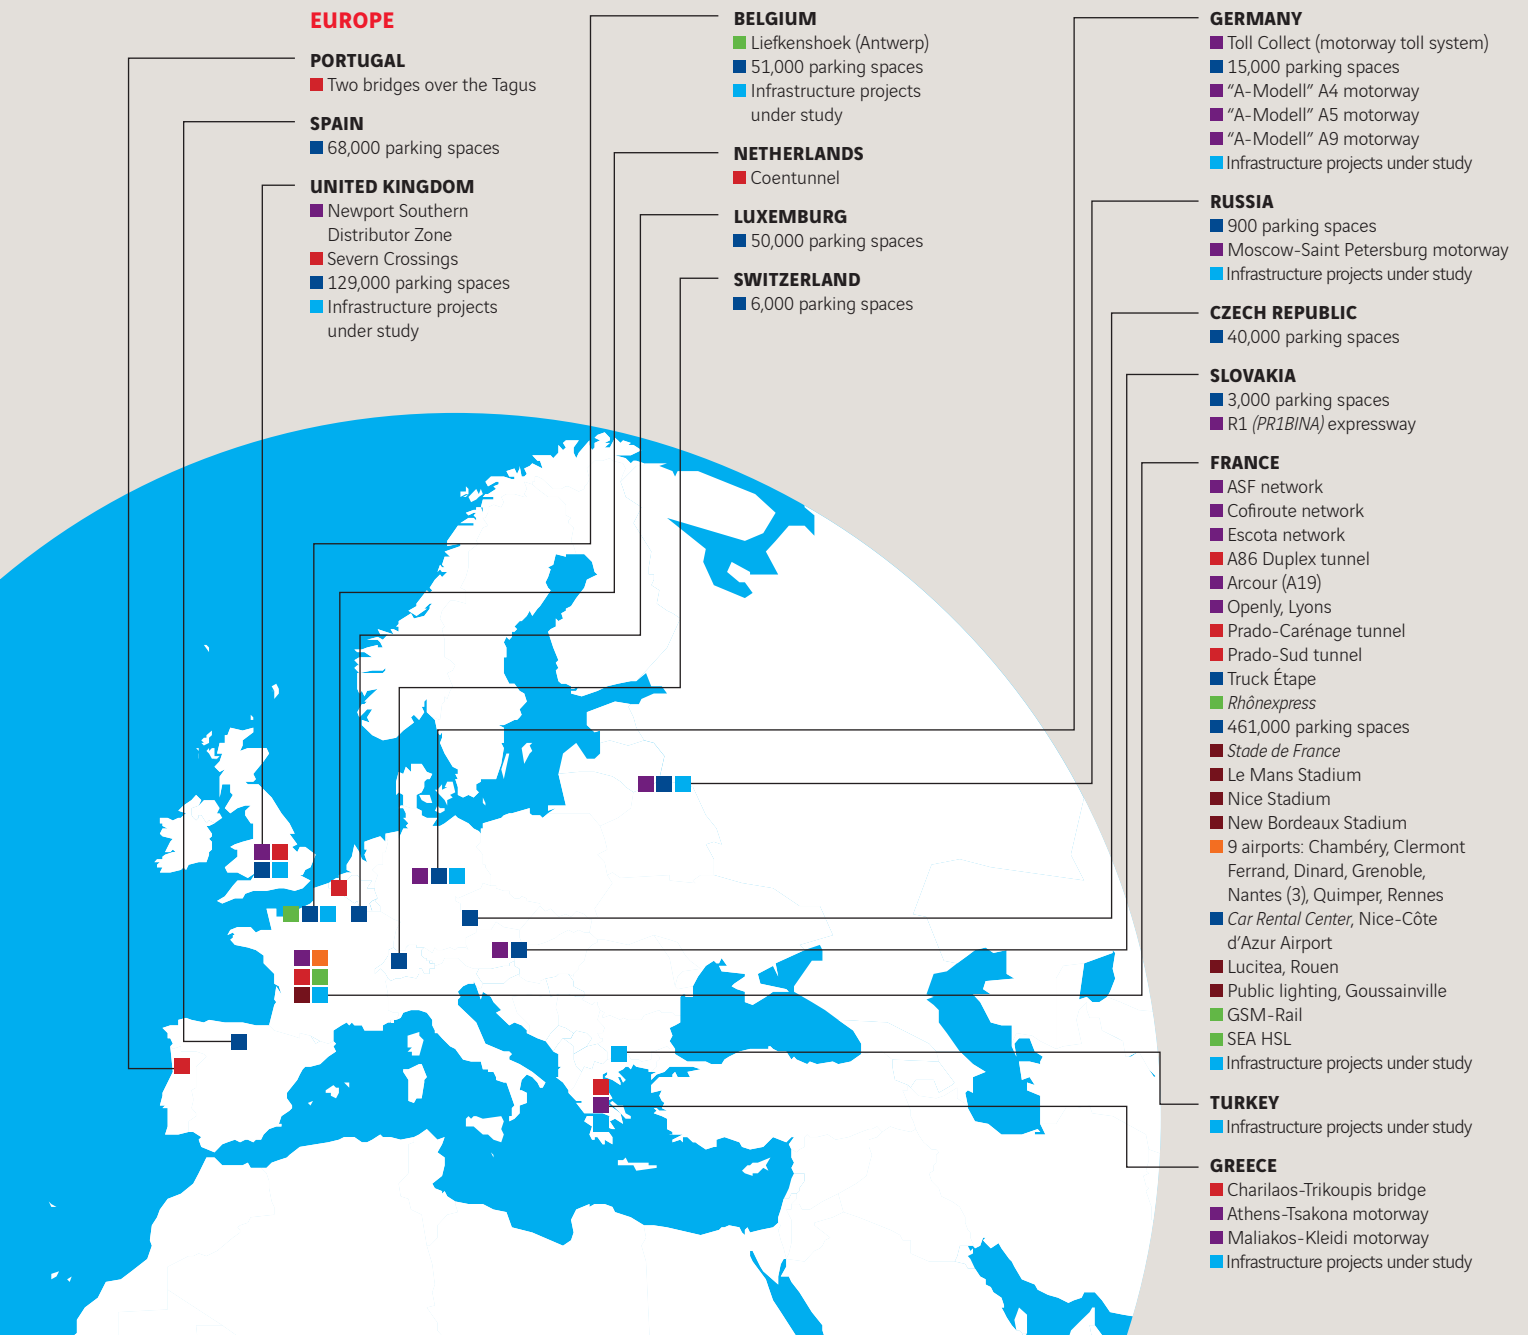 EUROPE
PORTUGAL
Two bridges over the Tagus
SPAIN
68,000 parking spaces
UNITED KINGDOM
Newport Southern
Distributor Zone
Severn Crossings
129,000 parking spaces
Infrastructure projects
under study
BELGIUM
Liefkenshoek (Antwerp)
51,000 parking spaces
Infrastructure projects
under study
NETHERLANDS
Coentunnel
LUXEMBURG
50,000 parking spaces
SWITZERLAND
6,000 parking spaces
GERMANY
Toll Collect (motorway toll system)
15,000 parking spaces
“A-Modell” A4 motorway
“A-Modell” A5 motorway
“A-Modell” A9 motorway
Infrastructure projects under study
RUSSIA
900 parking spaces
Moscow-Saint Petersburg motorway
Infrastructure projects under study
CZECH REPUBLIC
40,000 parking spaces
SLOVAKIA
3,000 parking spaces
R1 (PR1BINA) expressway
FRANCE
ASF network
Cofiroute network
Escota network
A86 Duplex tunnel
Arcour (A19)
Openly, Lyons
Prado-Carénage tunnel
Prado-Sud tunnel
Truck Étape
Rhônexpress
461,000 parking spaces
Stade de France
Le Mans Stadium
Nice Stadium
New Bordeaux Stadium
9 airports: Chambéry, Clermont
Ferrand, Dinard, Grenoble,
Nantes (3), Quimper, Rennes
Car Rental Center, Nice-Côte
d’Azur Airport
Lucitea, Rouen
Public lighting, Goussainville
GSM-Rail
SEA HSL
Infrastructure projects under study
TURKEY
Infrastructure projects under study
GREECE
Charilaos-Trikoupis bridge
Athens-Tsakona motorway
Maliakos-Kleidi motorway
Infrastructure projects under study